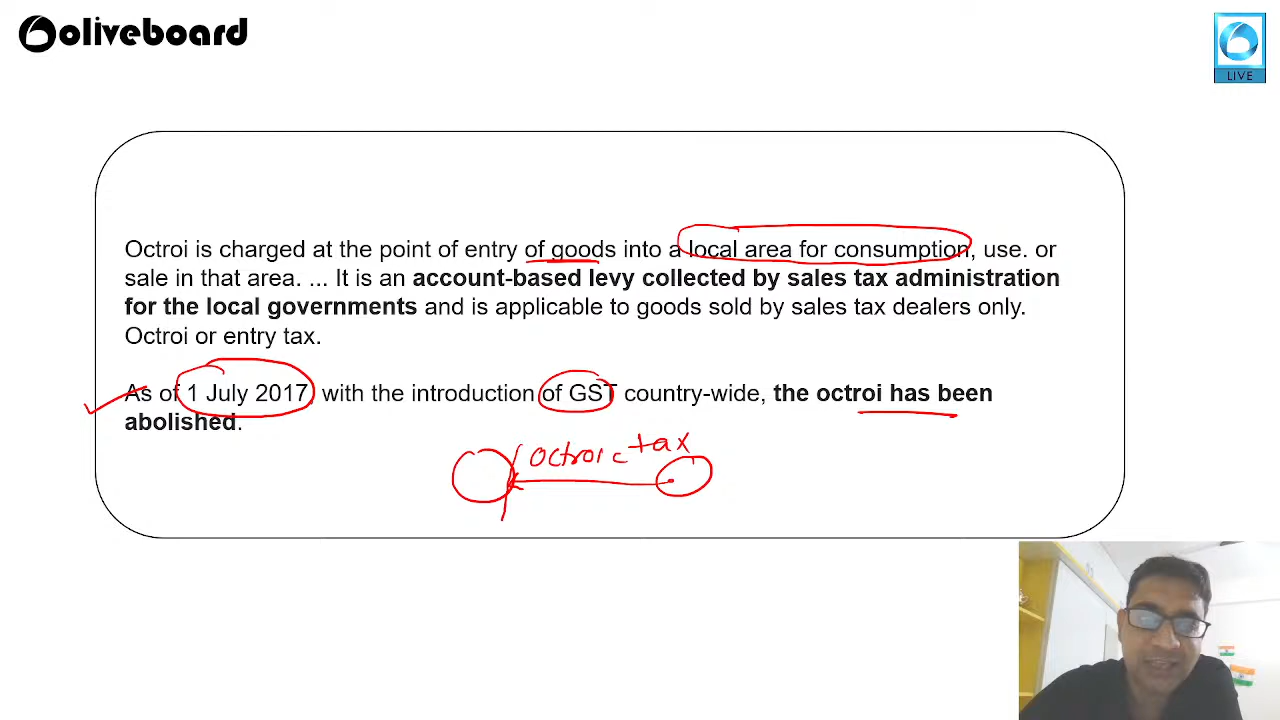 oliveboard
LIVE
Octroi is charged at the point of entry of goods into a local area for consumption, use. or
sale in that area. ... It is an account-based levy collected by sales tax administration
for the local governments and is applicable to goods sold by sales tax dealers only.
Octroi or entry tax.
As of 1 July 2017, with the introduction of GST country-wide, the octroi has been
abolished.
octroi tax